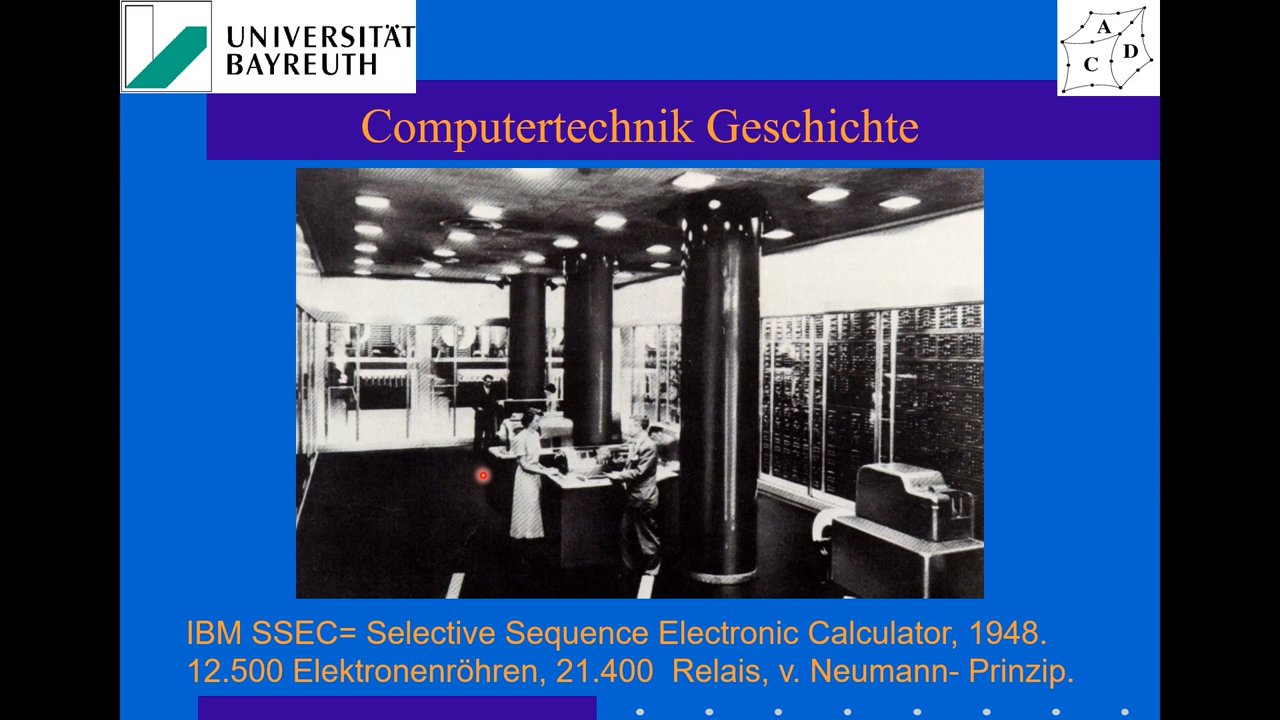 UNIVERSITÄT
BAYREUTH
A
C D
Computertechnik Geschichte
IBM SSEC= Selective Sequence Electronic Calculator, 1948.
12.500 Elektronenröhren, 21.400 Relais, v. Neumann- Prinzip.